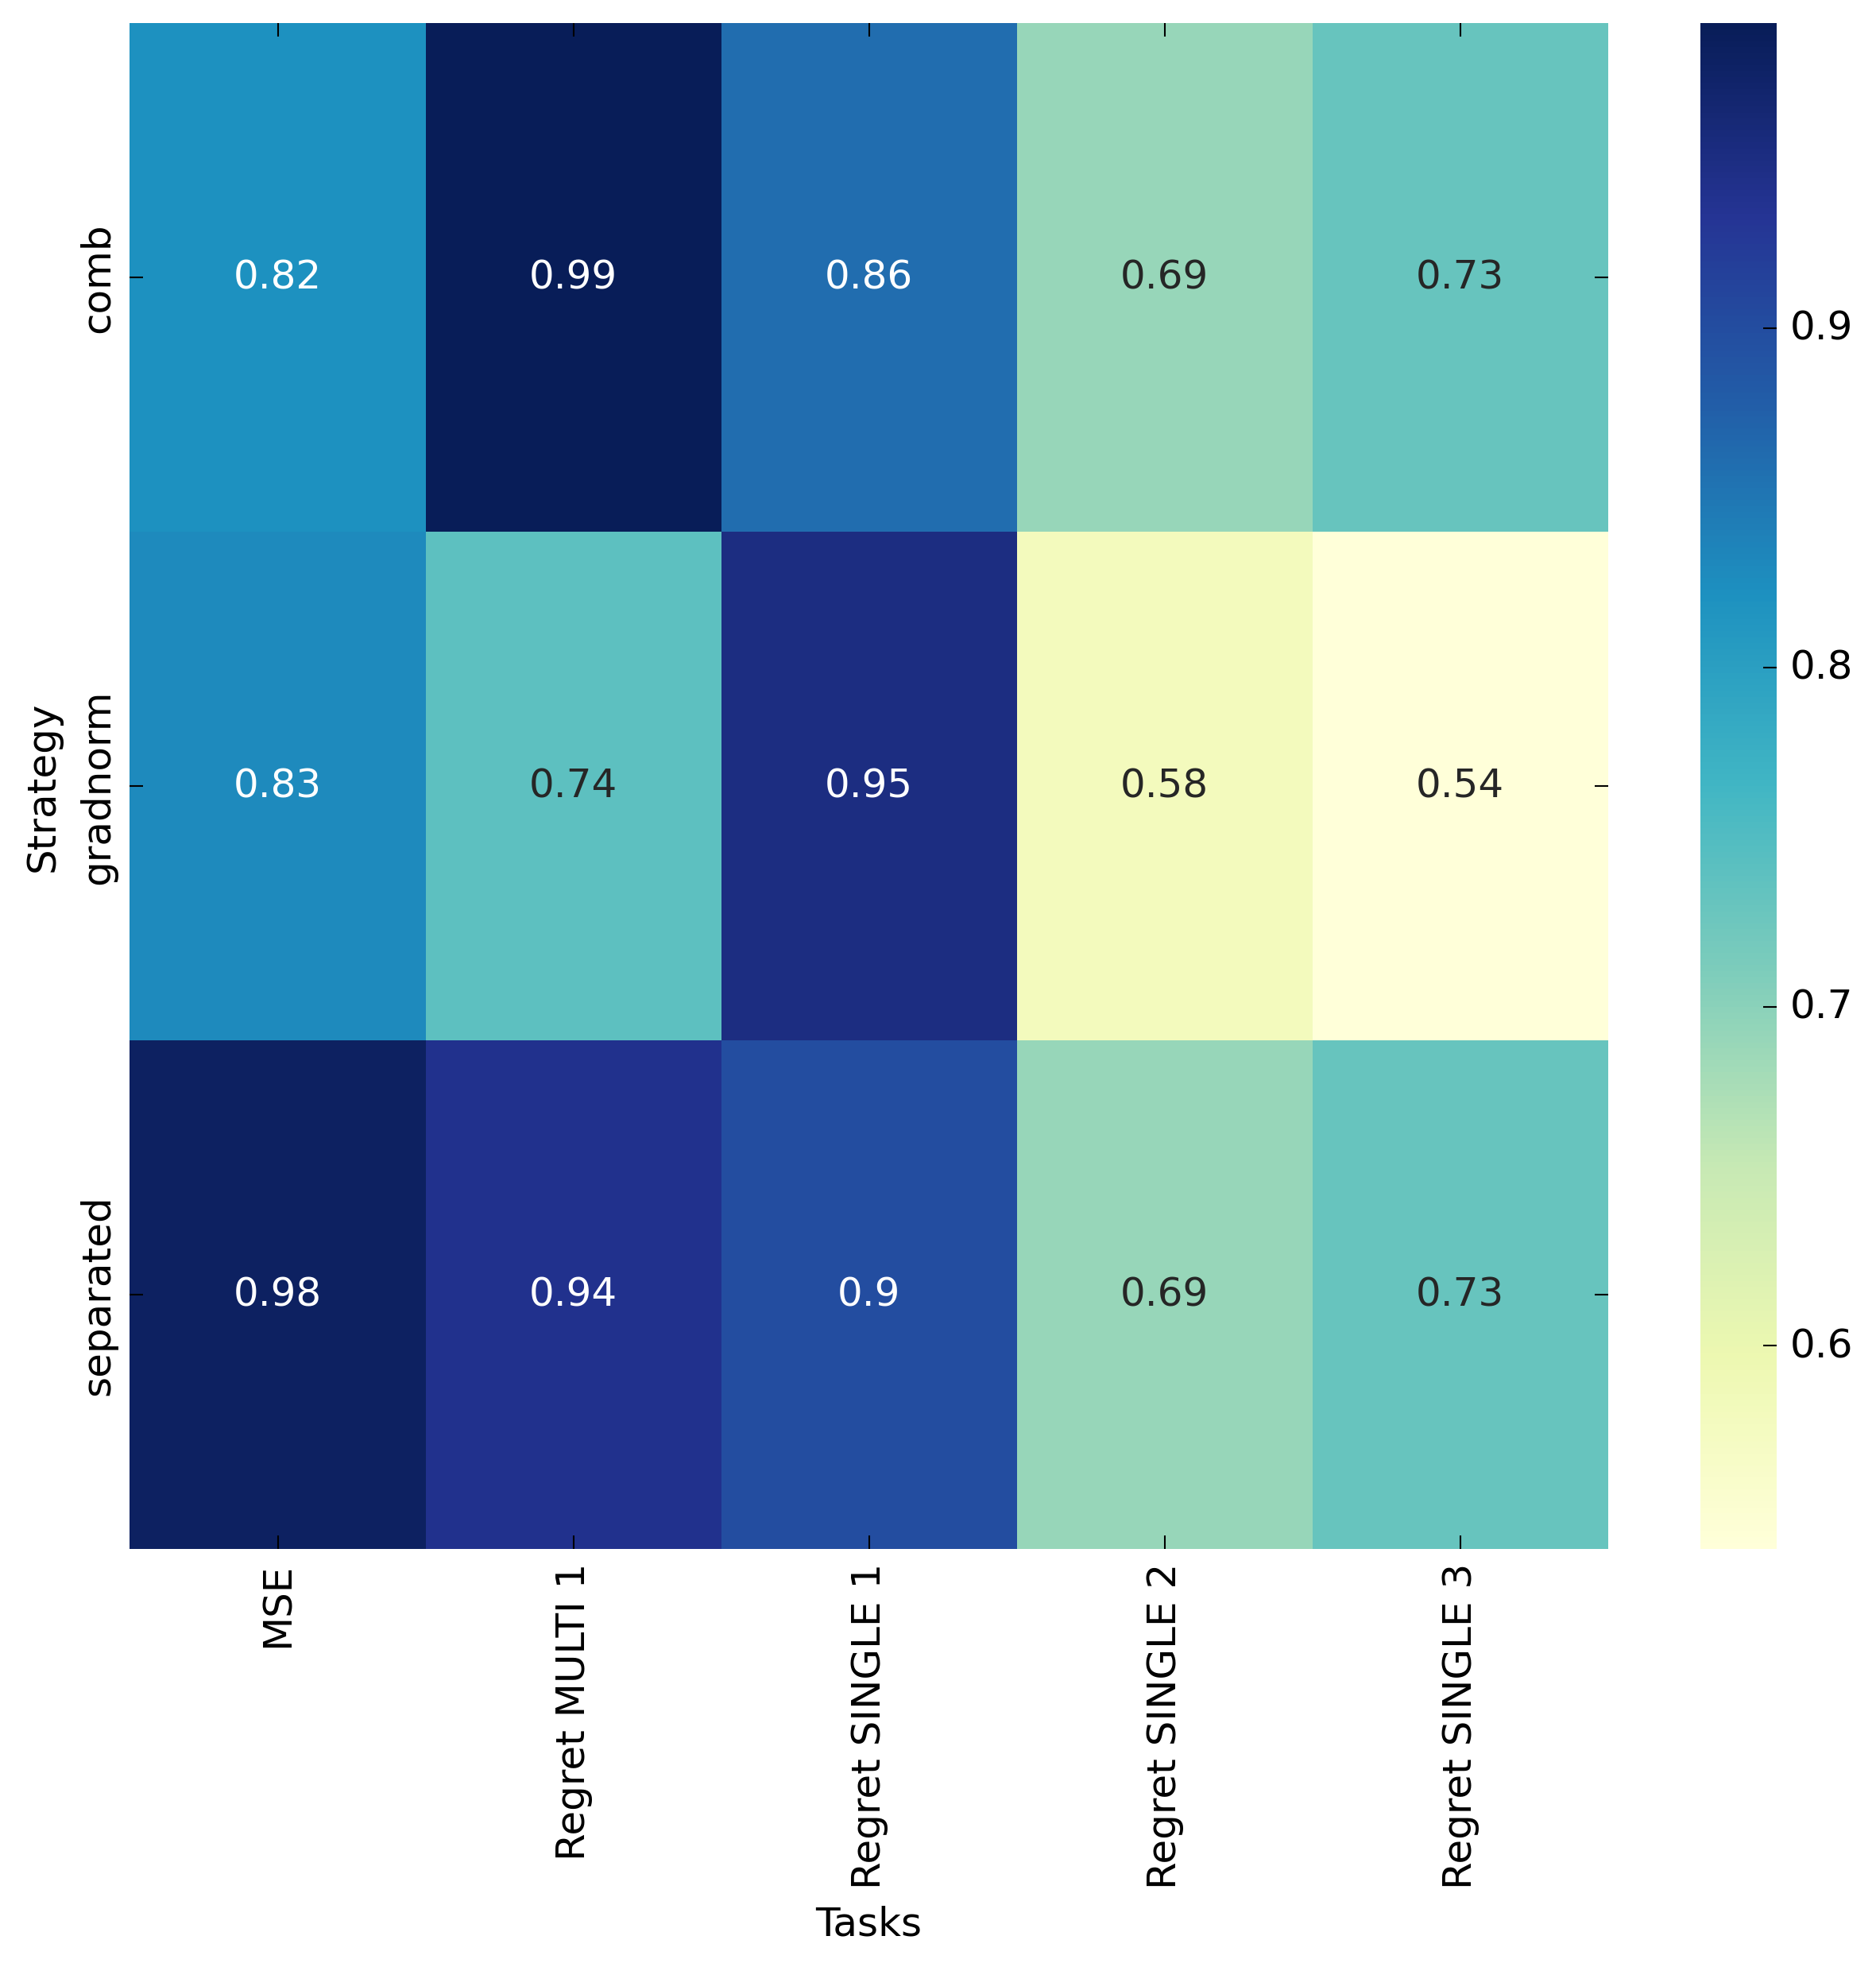 Strategy
comb
0.82 0.99 0.86 0.69 0.73
gradnorm
0.83 0.74 0.95 0.58 0.54
separated
0.98 0.94 0.9 0.69 0.73
MSE
Regret MULTI 1
Regret SINGLE 1
Regret SINGLE 2
Regret SINGLE 3
Tasks
0.9
0.8
0.7
0.6